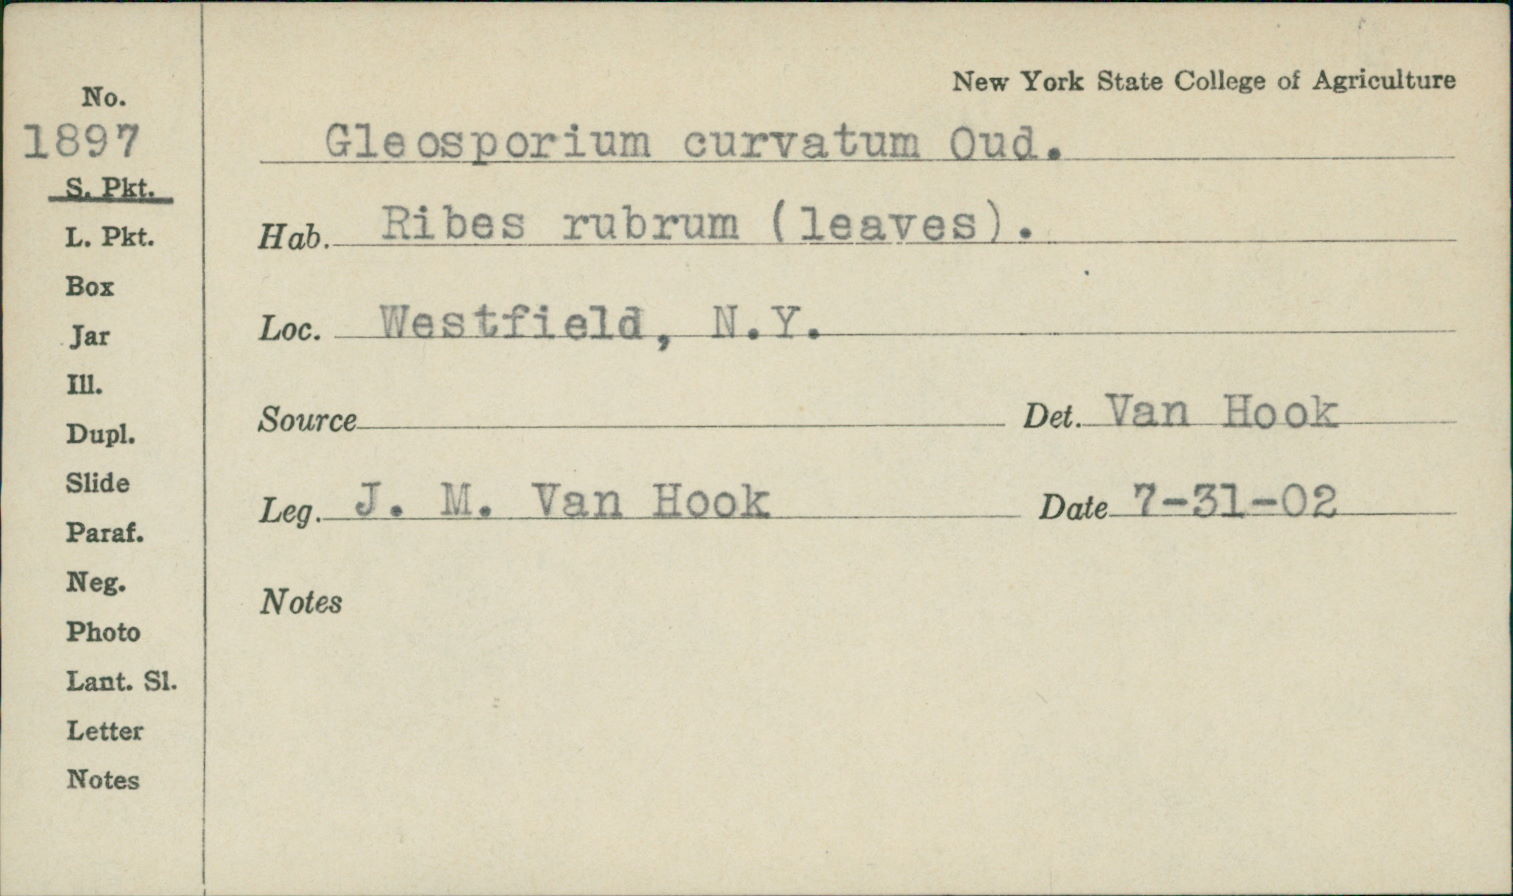 New York State College of Agriculture
No.
1897
S. Pkt.
L. Pkt.
Box
Jar
Ill.
Dupl.
Slide
Paraf.
Neg.
Photo
Lant. Sl.
Letter
Notes
Gleosporium curvatum Oud.
Hab. Ribes rubrum (leaves).
Loc. Westfield, N.Y.
Source Det. Van Hook
Leg. J. M. Van Hook Date 7-31-02
Notes